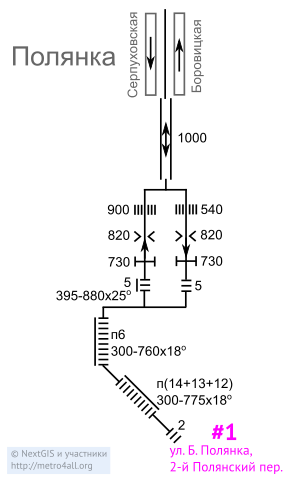 Полянка
Серпуховская
Боровицкая
1000
900
540
820
820
730
730
5
5
395-880x25°
п6
300-760x18°
п(14+13+12)
300-775x18°
2
#1
ул. Б. Полянка,
2-й Полянский пер.
© NextGIS и участники
http://metro4all.org